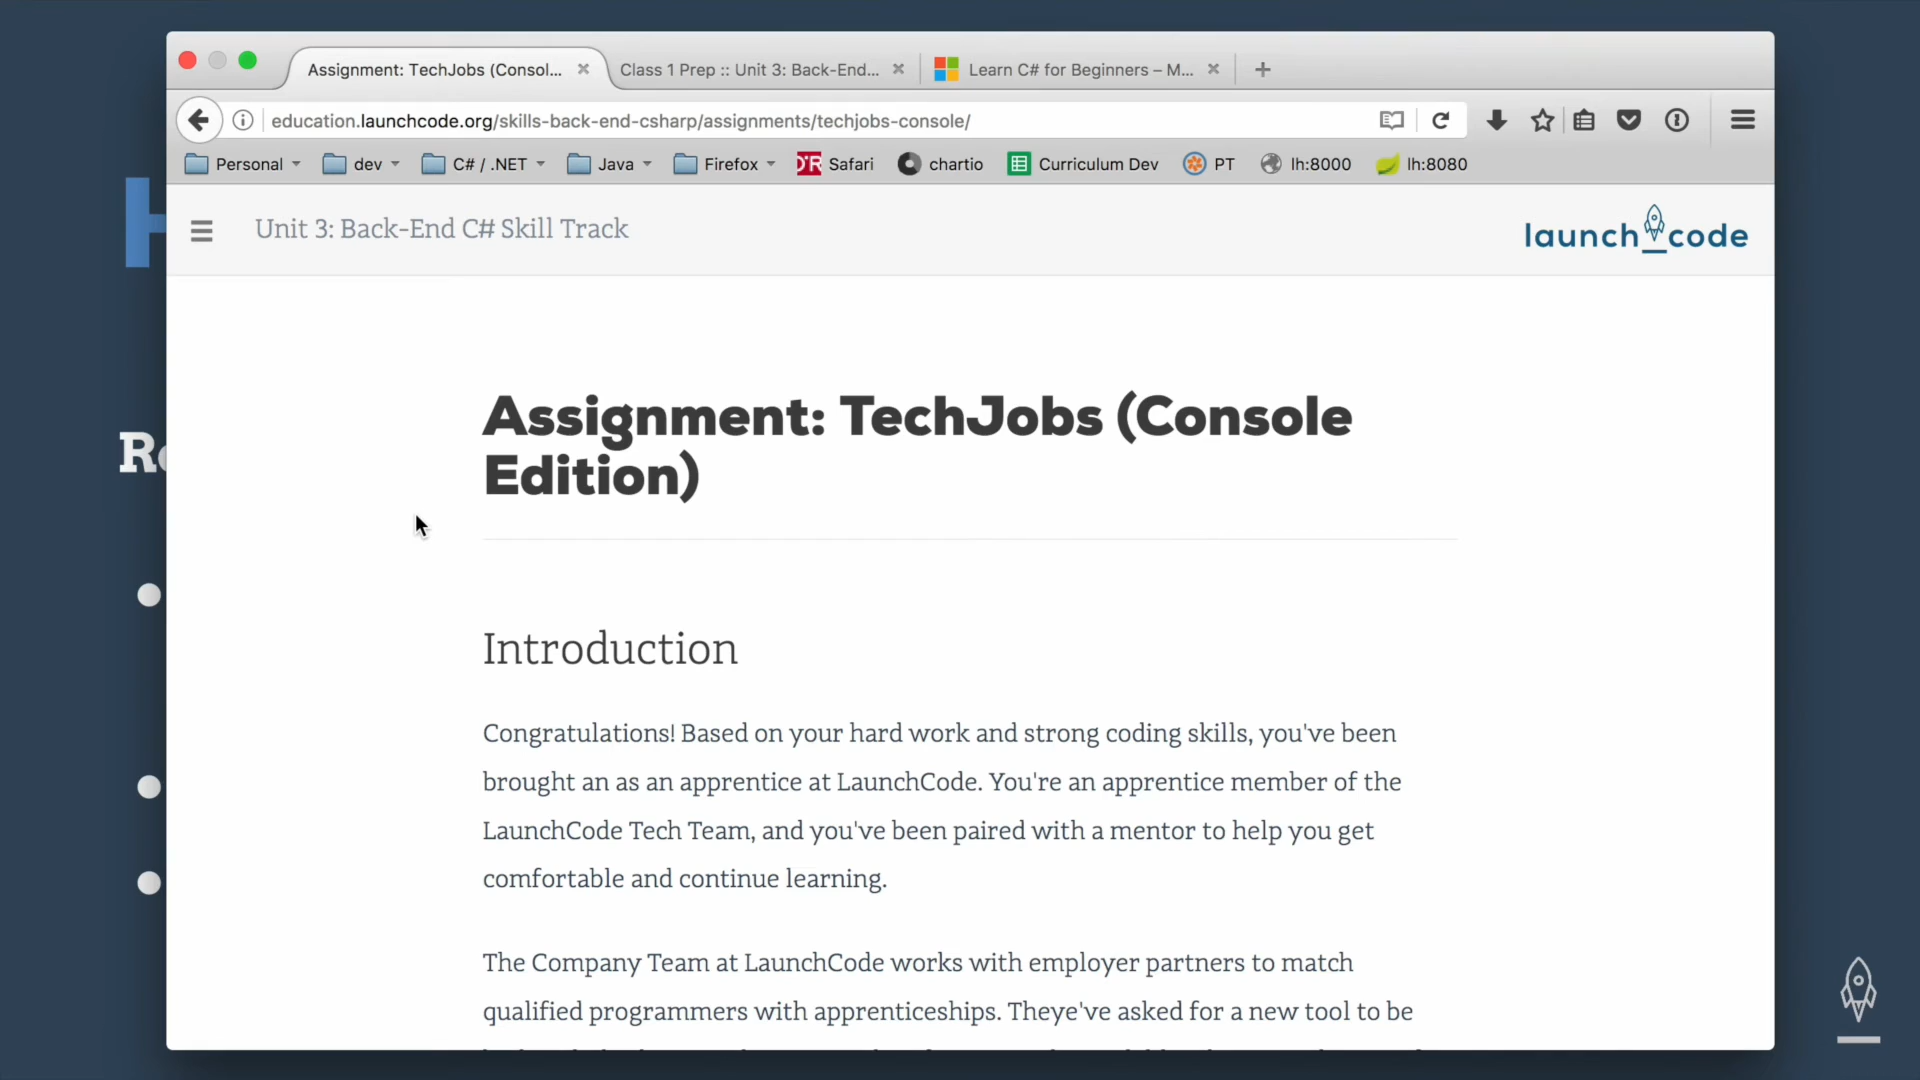 Assignment: TechJobs (Consol...
Class 1 Prep :: Unit 3: Back-End...
Learn C# for Beginners – M...
education.launchcode.org/skills-back-end-csharp/assignments/techjobs-console/
Personal
dev
C# / .NET
Java
Firefox
Safari
chartio
Curriculum Dev
PT
lh:8000
lh:8080
Unit 3: Back-End C# Skill Track
launch_code
H
Re
Assignment: TechJobs (Console
Edition)
Introduction
Congratulations! Based on your hard work and strong coding skills, you've been
brought an as an apprentice at LaunchCode. You're an apprentice member of the
LaunchCode Tech Team, and you've been paired with a mentor to help you get
comfortable and continue learning.
The Company Team at LaunchCode works with employer partners to match
qualified programmers with apprenticeships. Theye've asked for a new tool to be